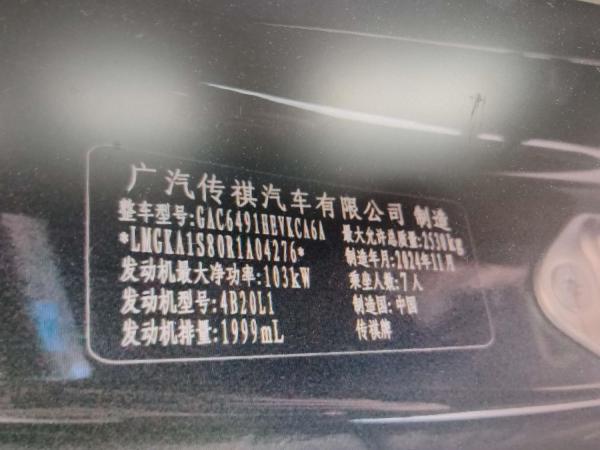 广汽传祺汽车有限公司 制造
整车型号:GAC6491HEVKCA6A 最大允许总质量:2530kg
*LMGKA1S80R1A04276* 制造年月:2024年11月
发动机最大净功率:103kW 乘坐人数:7人
发动机型号:4B20L1 制造国:中国
发动机排量:1999mL 传祺牌